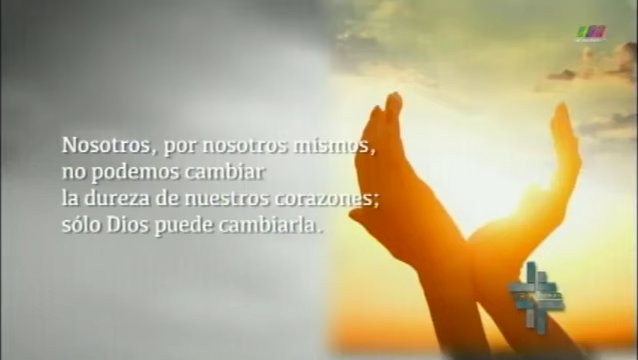 Nosotros, por nosotros mismos,
no podemos cambiar
la dureza de nuestros corazones;
sólo Dios puede cambiarla.